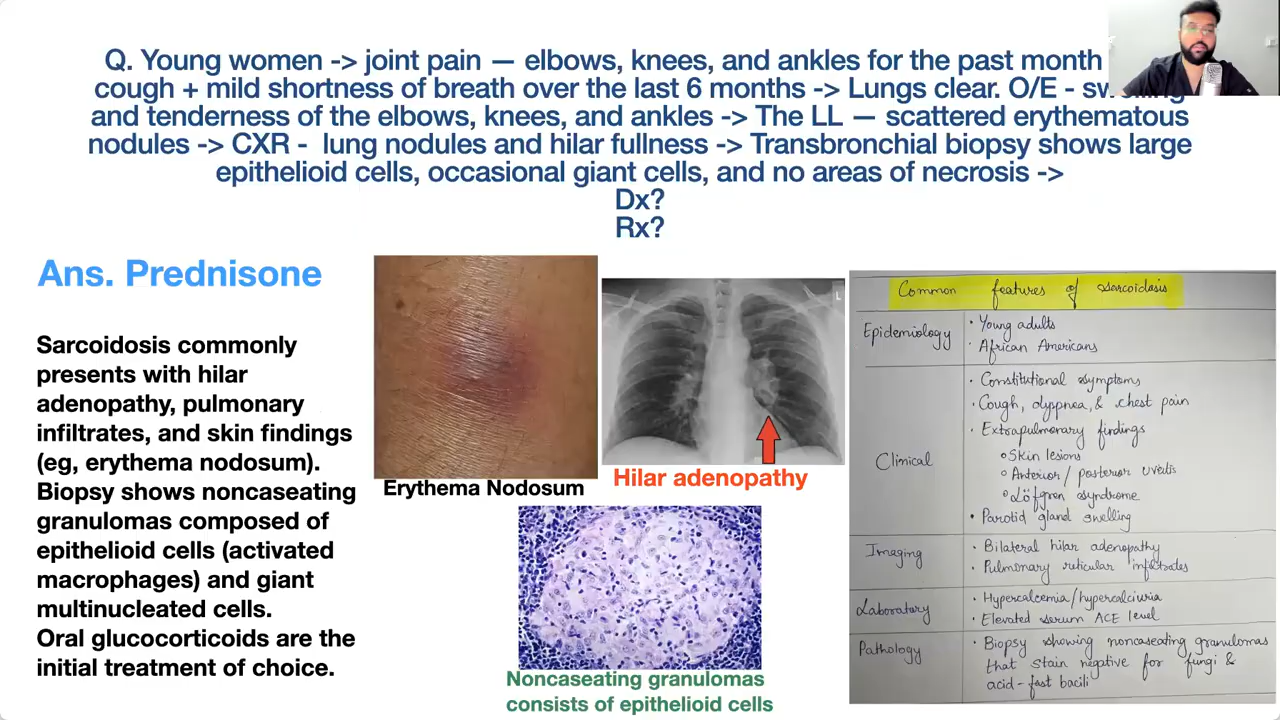 Q. Young women -> joint pain — elbows, knees, and ankles for the past month
cough + mild shortness of breath over the last 6 months -> Lungs clear. O/E - swelling
and tenderness of the elbows, knees, and ankles -> The LL — scattered erythematous
nodules -> CXR - lung nodules and hilar fullness -> Transbronchial biopsy shows large
epithelioid cells, occasional giant cells, and no areas of necrosis ->
Dx?
Rx?
Ans. Prednisone
Sarcoidosis commonly
presents with hilar
adenopathy, pulmonary
infiltrates, and skin findings
(eg, erythema nodosum).
Biopsy shows noncaseating
granulomas composed of
epithelioid cells (activated
macrophages) and giant
multinucleated cells.
Oral glucocorticoids are the
initial treatment of choice.
Erythema Nodosum
L
Hilar adenopathy
Noncaseating granulomas
consists of epithelioid cells
Common features of sarcoidosis
Epidemiology
• Young adults
• African Americans
Clinical
• Constitutional symptoms
• Cough, dyspnea, & chest pain
• Extrapulmonary findings
o Skin lesions
o Anterior/posterior uveitis
o Löfgren syndrome
• Parotid gland swelling
Imaging
• Bilateral hilar adenopathy
• Pulmonary reticular infiltrates
Laboratory
• Hypercalcemia/hypercalciuria
• Elevated serum ACE level
Pathology
• Biopsy showing noncaseating granulomas
that stain negative for fungi &
acid-fast bacilli